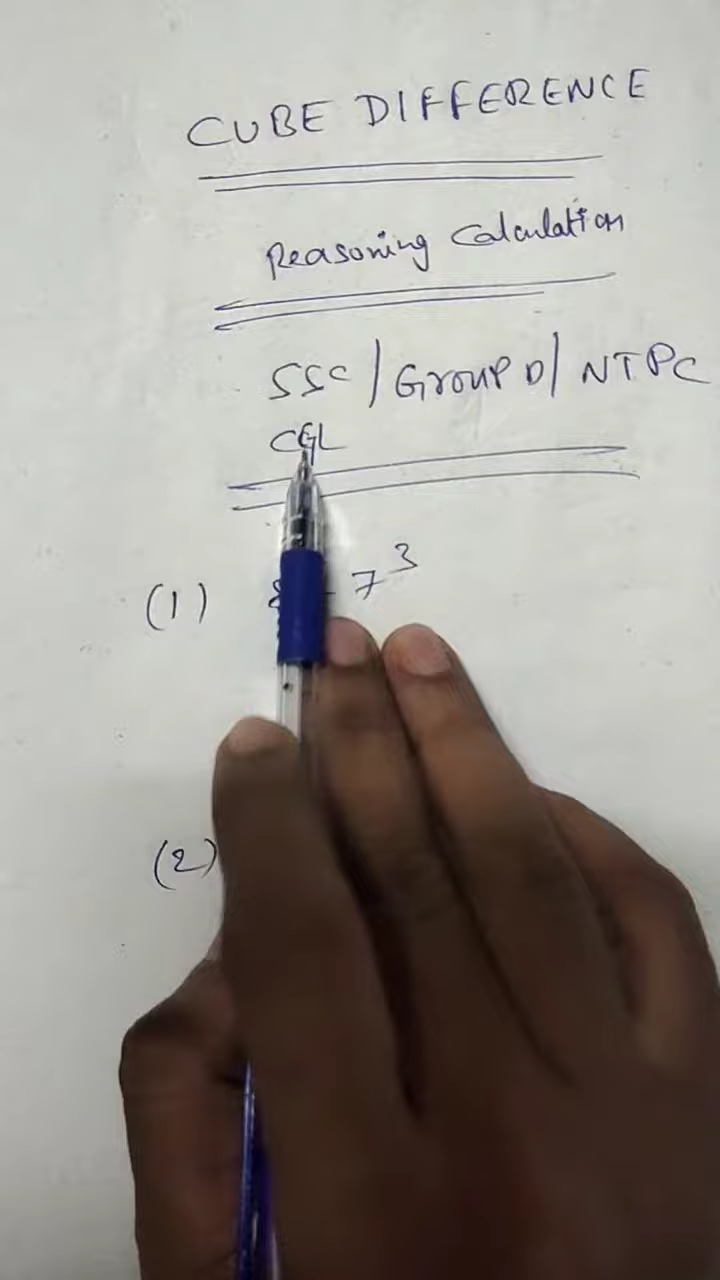 CUBE DIFFERENCE
Reasoning Calculation
SSC / Group D / NTPC
CGL
(1) - 7³
(2)